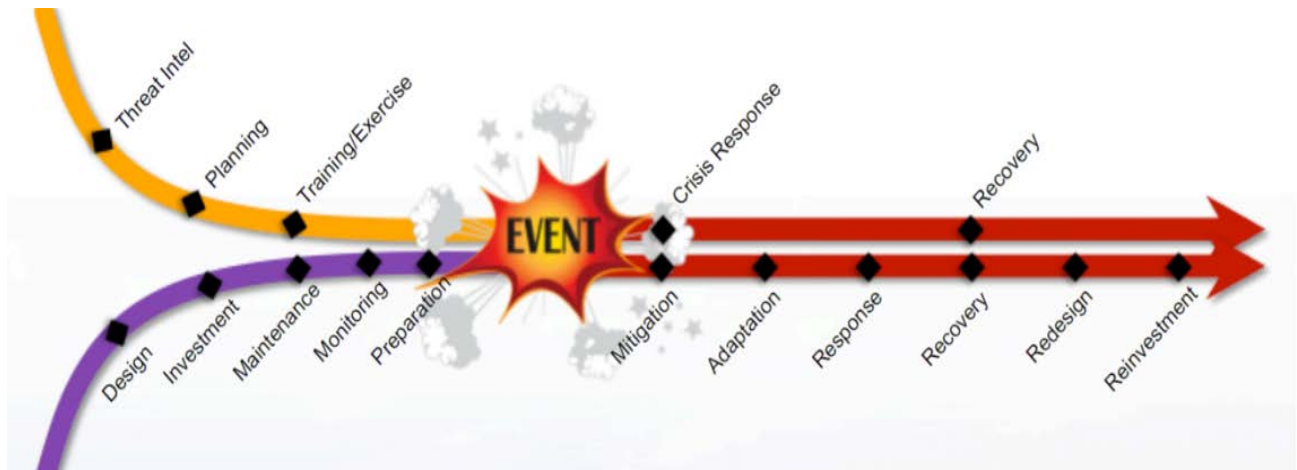 Threat Intel
Planning
Training/Exercise
EVENT
Crisis Response
Recovery
Design
Investment
Maintenance
Monitoring
Preparation
Mitigation
Adaptation
Response
Recovery
Redesign
Reinvestment